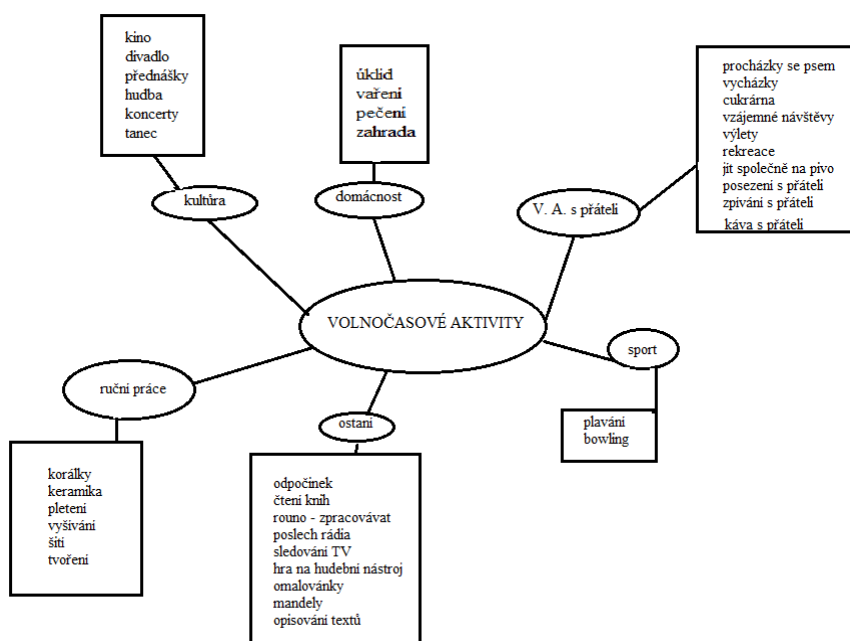 kino
divadlo
přednášky
hudba
koncerty
tanec
kultůra
úklid
vaření
pečení
zahrada
domácnost
procházky se psem
vycházky
cukrárna
vzájemné návštěvy
výlety
rekreace
jít společně na pivo
posezení s přáteli
zpívání s přáteli
káva s přáteli
V. A. s přáteli
VOLNOČASOVÉ AKTIVITY
sport
plavání
bowling
ruční práce
korálky
keramika
pletení
vyšívání
šití
tvoření
ostaní
odpočinek
čtení knih
rouno - zpracovávat
poslech rádia
sledování TV
hra na hudební nástroj
omalovánky
mandely
opisování textů